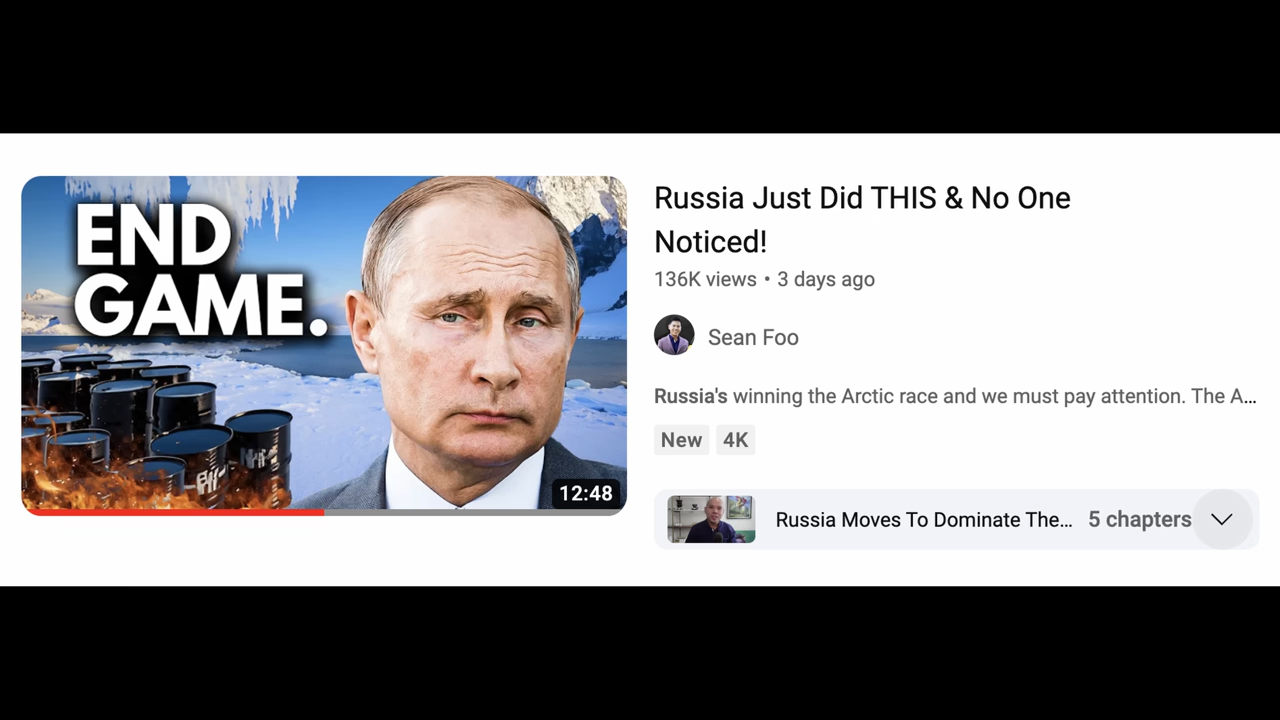 END
GAME.
12:48
Russia Just Did THIS & No One
Noticed!
136K views • 3 days ago
Sean Foo
Russia's winning the Arctic race and we must pay attention. The A...
New 4K
Russia Moves To Dominate The... 5 chapters